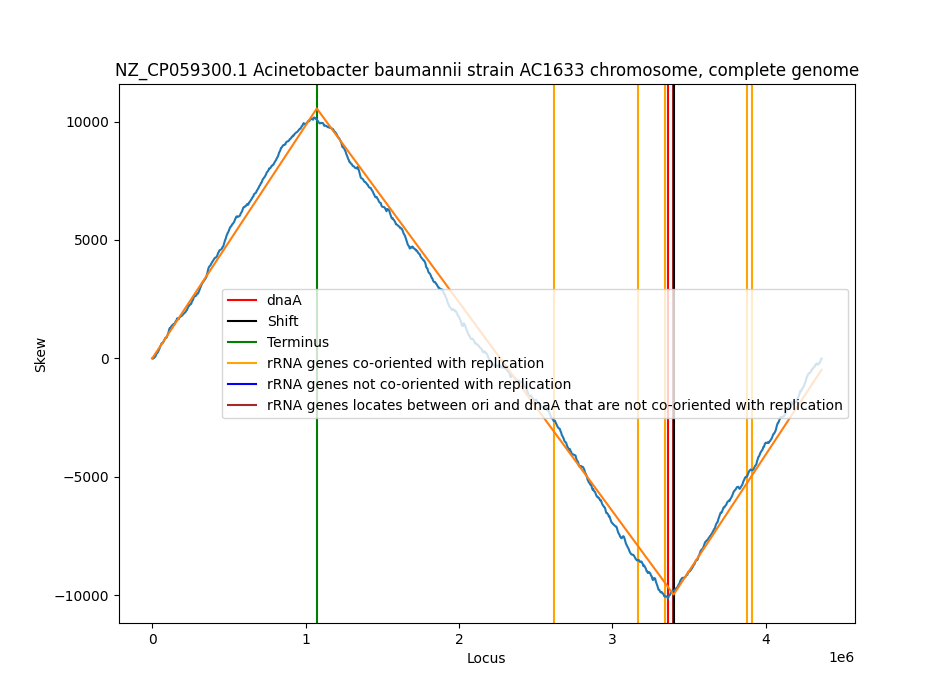 NZ_CP059300.1 Acinetobacter baumannii strain AC1633 chromosome, complete genome
10000
5000
0
−5000
−10000
Skew
dnaA
Shift
Terminus
rRNA genes co-oriented with replication
rRNA genes not co-oriented with replication
rRNA genes locates between ori and dnaA that are not co-oriented with replication
0 1 2 3 4
Locus 1e6